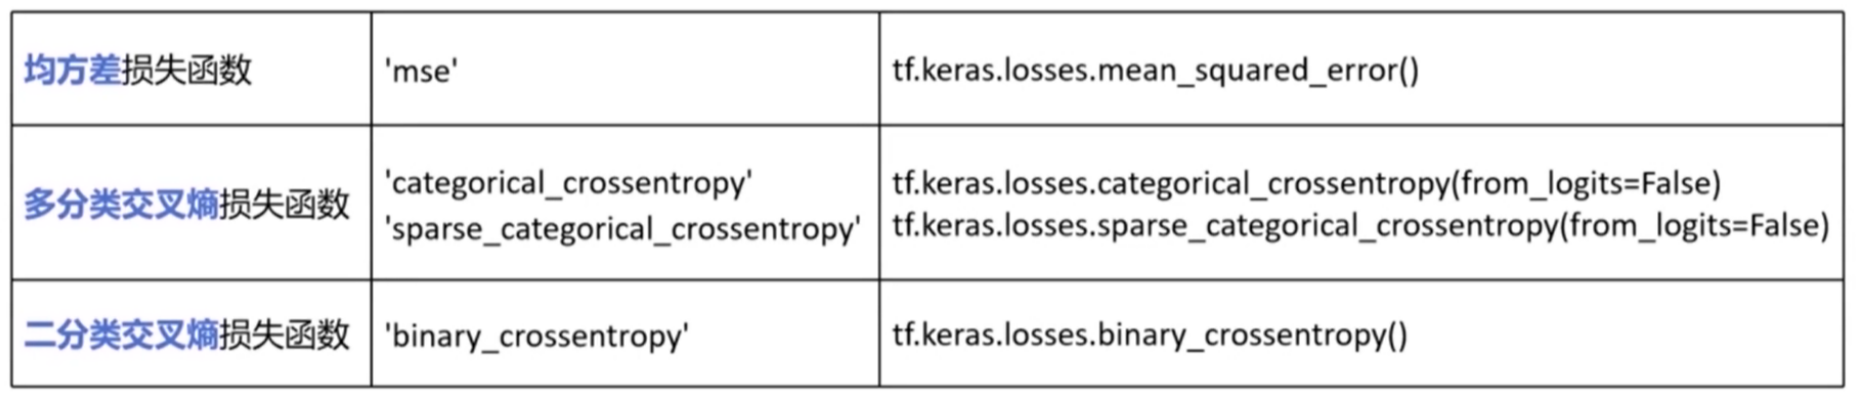 均方差损失函数 'mse' tf.keras.losses.mean_squared_error()
多分类交叉熵损失函数 'categorical_crossentropy' tf.keras.losses.categorical_crossentropy(from_logits=False)
'sparse_categorical_crossentropy' tf.keras.losses.sparse_categorical_crossentropy(from_logits=False)
二分类交叉熵损失函数 'binary_crossentropy' tf.keras.losses.binary_crossentropy()